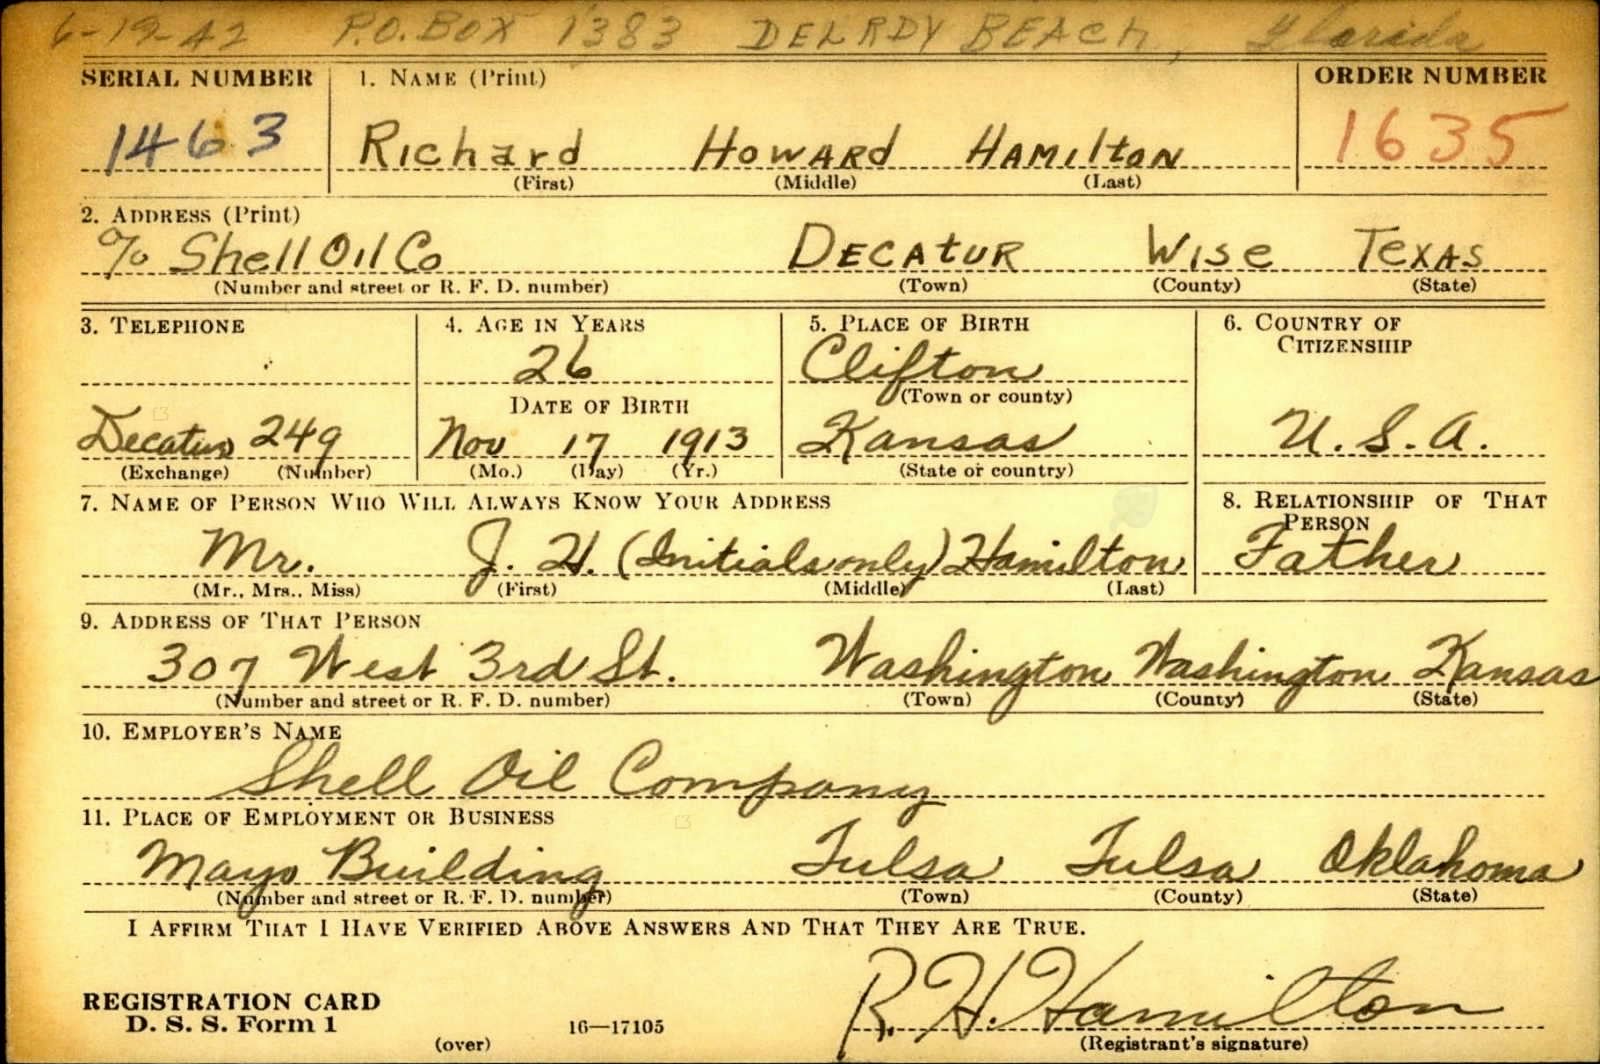 6-19-42 P.O. BOX 1383 DELRDY BEACH, Florida
SERIAL NUMBER 1. NAME (Print) ORDER NUMBER
1463 Richard HOWARd HAMIltON 1635
(First) (Middle) (Last)
2. ADDRESS (Print)
% Shell Oil Co DECATUR WISe TEXAS
(Number and street or R. F. D. number) (Town) (County) (State)
3. TELEPHONE 4. AGE IN YEARS 5. PLACE OF BIRTH 6. COUNTRY OF
CITIZENSHIP
26 Clifton
(Town or county)
DATE OF BIRTH
Decatur 249 Nov 17 1913 Kansas U.S.A.
(Exchange) (Number) (Mo.) (Day) (Yr.) (State or country)
7. NAME OF PERSON WHO WILL ALWAYS KNOW YOUR ADDRESS 8. RELATIONSHIP OF THAT
PERSON
Mr. J. H. (Initials only) Hamilton Father
(Mr., Mrs., Miss) (First) (Middle) (Last)
9. ADDRESS OF THAT PERSON
307 West 3rd St. Washington Washington Kansas
(Number and street or R. F. D. number) (Town) (County) (State)
10. EMPLOYER'S NAME
Shell Oil Company
11. PLACE OF EMPLOYMENT OR BUSINESS
Mayo Building Tulsa Tulsa Oklahoma
(Number and street or R. F. D. number) (Town) (County) (State)
I AFFIRM THAT I HAVE VERIFIED ABOVE ANSWERS AND THAT THEY ARE TRUE.
REGISTRATION CARD R. H. Hamilton
D. S. S. Form 1 16—17105
(over) (Registrant's signature)